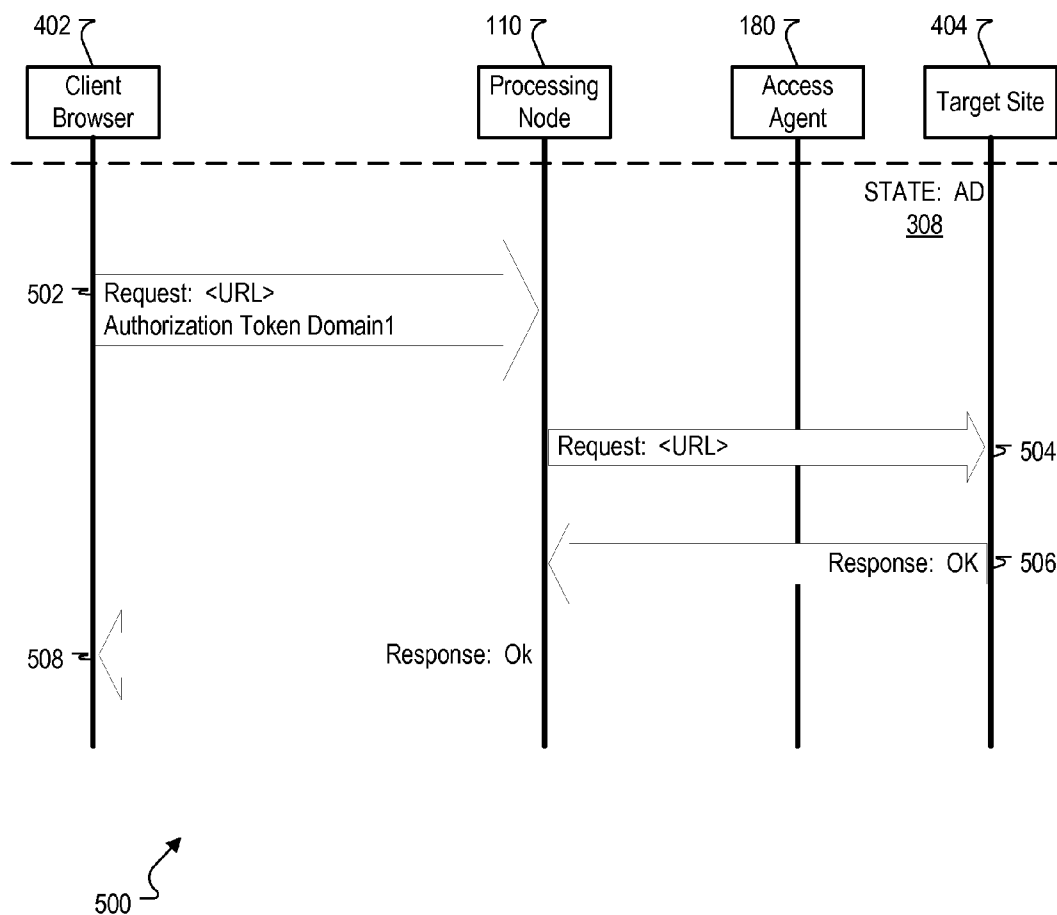 402
110
180
404
Client
Browser
Processing
Node
Access
Agent
Target Site
STATE: AD
308
502
Request: <URL>
Authorization Token Domain1
Request: <URL>
504
Response: OK
506
508
Response: Ok
500